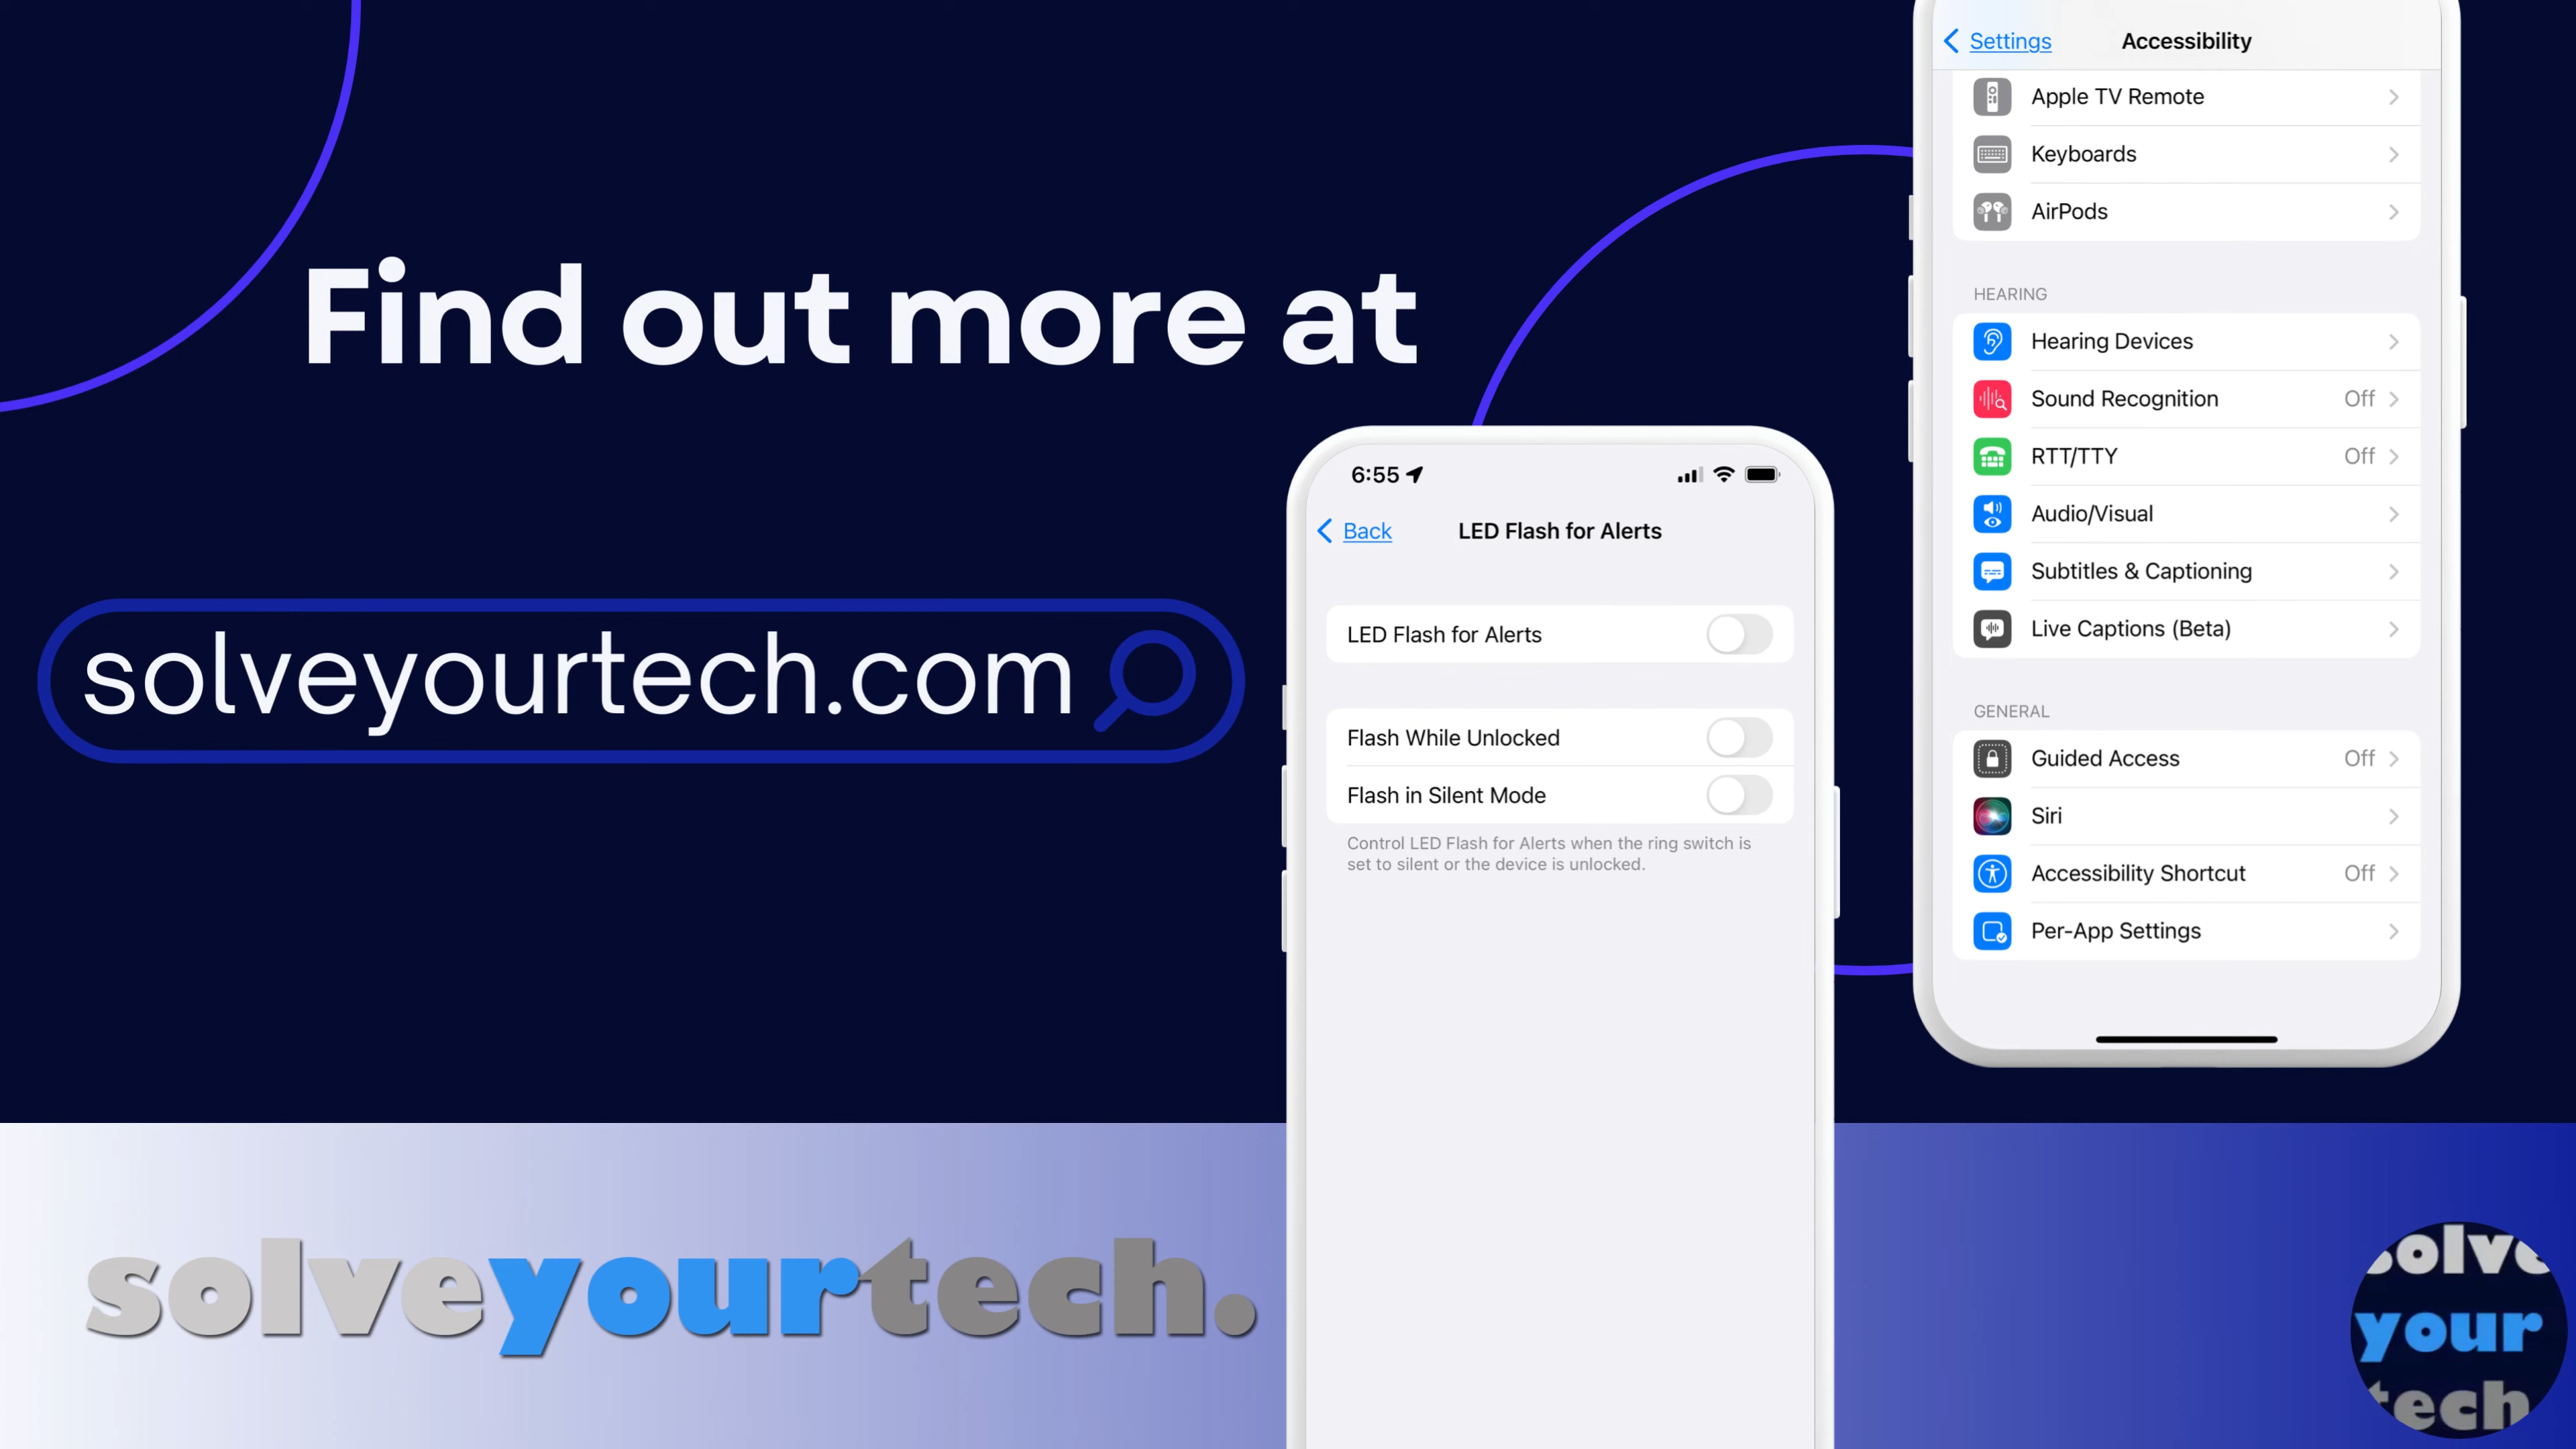 Find out more at
solveyourtech.com
6:55
Back
LED Flash for Alerts
LED Flash for Alerts
Flash While Unlocked
Flash in Silent Mode
Control LED Flash for Alerts when the ring switch is
set to silent or the device is unlocked.
Settings
Accessibility
Apple TV Remote
Keyboards
AirPods
HEARING
Hearing Devices
Sound Recognition Off
RTT/TTY Off
Audio/Visual
Subtitles & Captioning
Live Captions (Beta)
GENERAL
Guided Access Off
Siri
Accessibility Shortcut Off
Per-App Settings
solveyourtech.
solve
your
tech